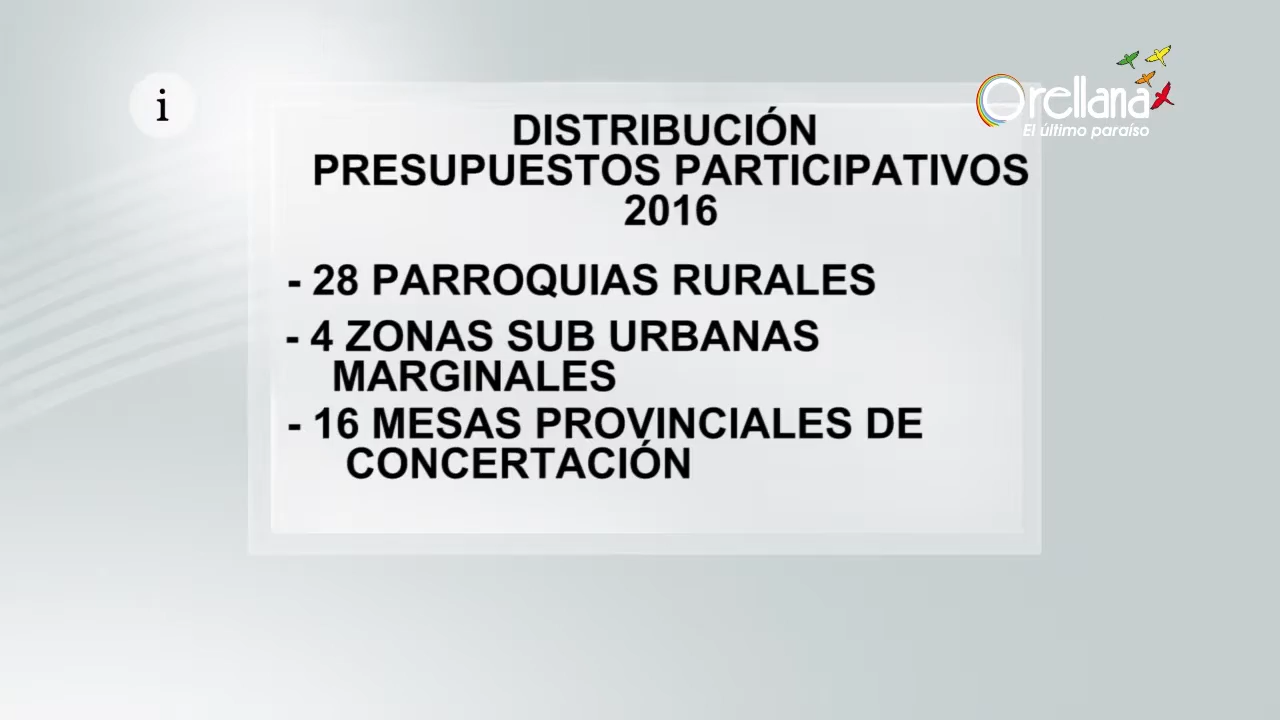 i
Orellana
El último paraíso
DISTRIBUCIÓN
PRESUPUESTOS PARTICIPATIVOS
2016
- 28 PARROQUIAS RURALES
- 4 ZONAS SUB URBANAS
MARGINALES
- 16 MESAS PROVINCIALES DE
CONCERTACIÓN